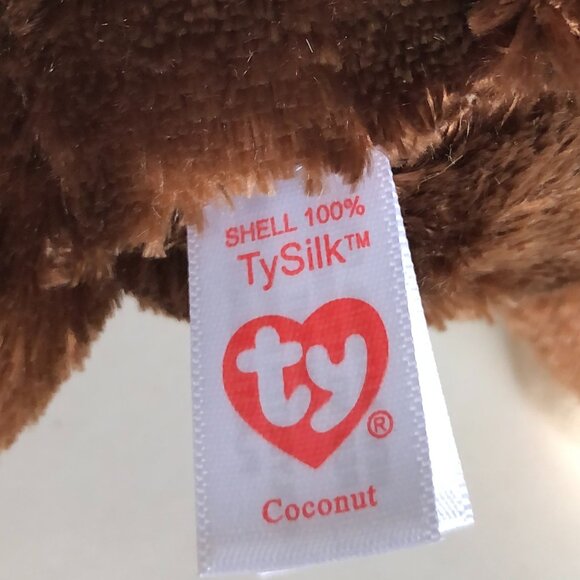 SHELL 100%
TySilk™
ty®
Coconut